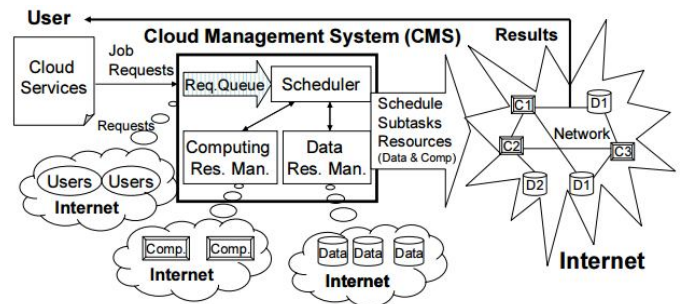 User
Cloud Management System (CMS)
Results
Cloud
Services
Job
Requests
Req.Queue
Scheduler
Computing
Res. Man.
Data
Res. Man.
Schedule
Subtasks
Resources
(Data & Comp)
Requests
Users Users
Internet
Comp. Comp.
Internet
Data Data Data
Internet
C1
D1
Network
C2
C3
D2
D1
Internet